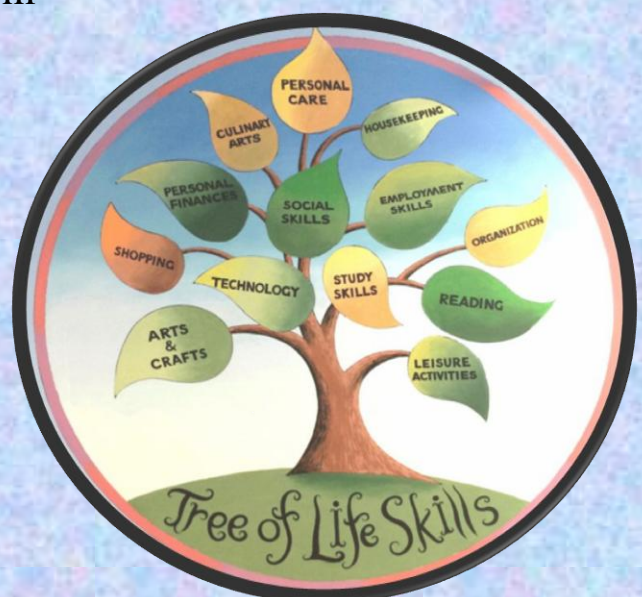 PERSONAL
CARE
CULINARY
ARTS
HOUSEKEEPING
PERSONAL
FINANCES
SOCIAL
SKILLS
EMPLOYMENT
SKILLS
ORGANIZATION
SHOPPING
TECHNOLOGY
STUDY
SKILLS
READING
ARTS
&
CRAFTS
LEISURE
ACTIVITIES
Tree of Life Skills